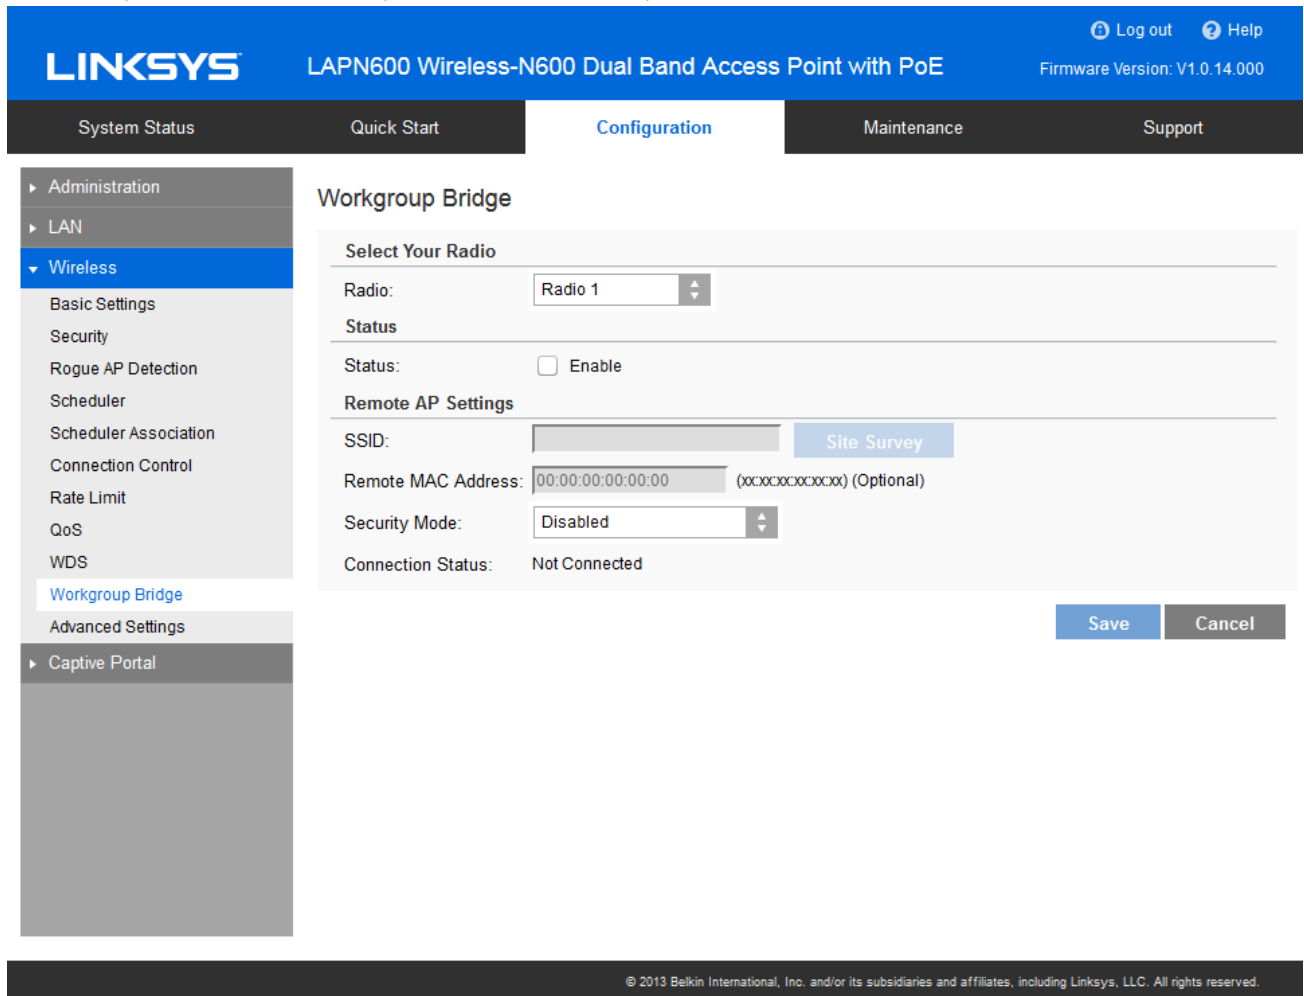 Log out Help
LINKSYS LAPN600 Wireless-N600 Dual Band Access Point with PoE Firmware Version: V1.0.14.000
System Status Quick Start Configuration Maintenance Support
Administration
LAN
Wireless
Basic Settings
Security
Rogue AP Detection
Scheduler
Scheduler Association
Connection Control
Rate Limit
QoS
WDS
Workgroup Bridge
Advanced Settings
Captive Portal
Workgroup Bridge
Select Your Radio
Radio: Radio 1
Status
Status: Enable
Remote AP Settings
SSID: Site Survey
Remote MAC Address: 00:00:00:00:00:00 (xx:xx:xx:xx:xx:xx) (Optional)
Security Mode: Disabled
Connection Status: Not Connected
Save Cancel
© 2013 Belkin International, Inc. and/or its subsidiaries and affiliates, including Linksys, LLC. All rights reserved.